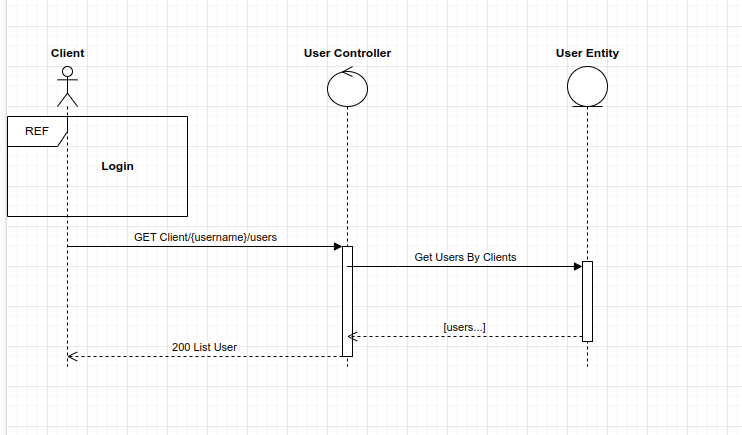 Client
User Controller
User Entity
REF
Login
GET Client/{username}/users
Get Users By Clients
[users...]
200 List User